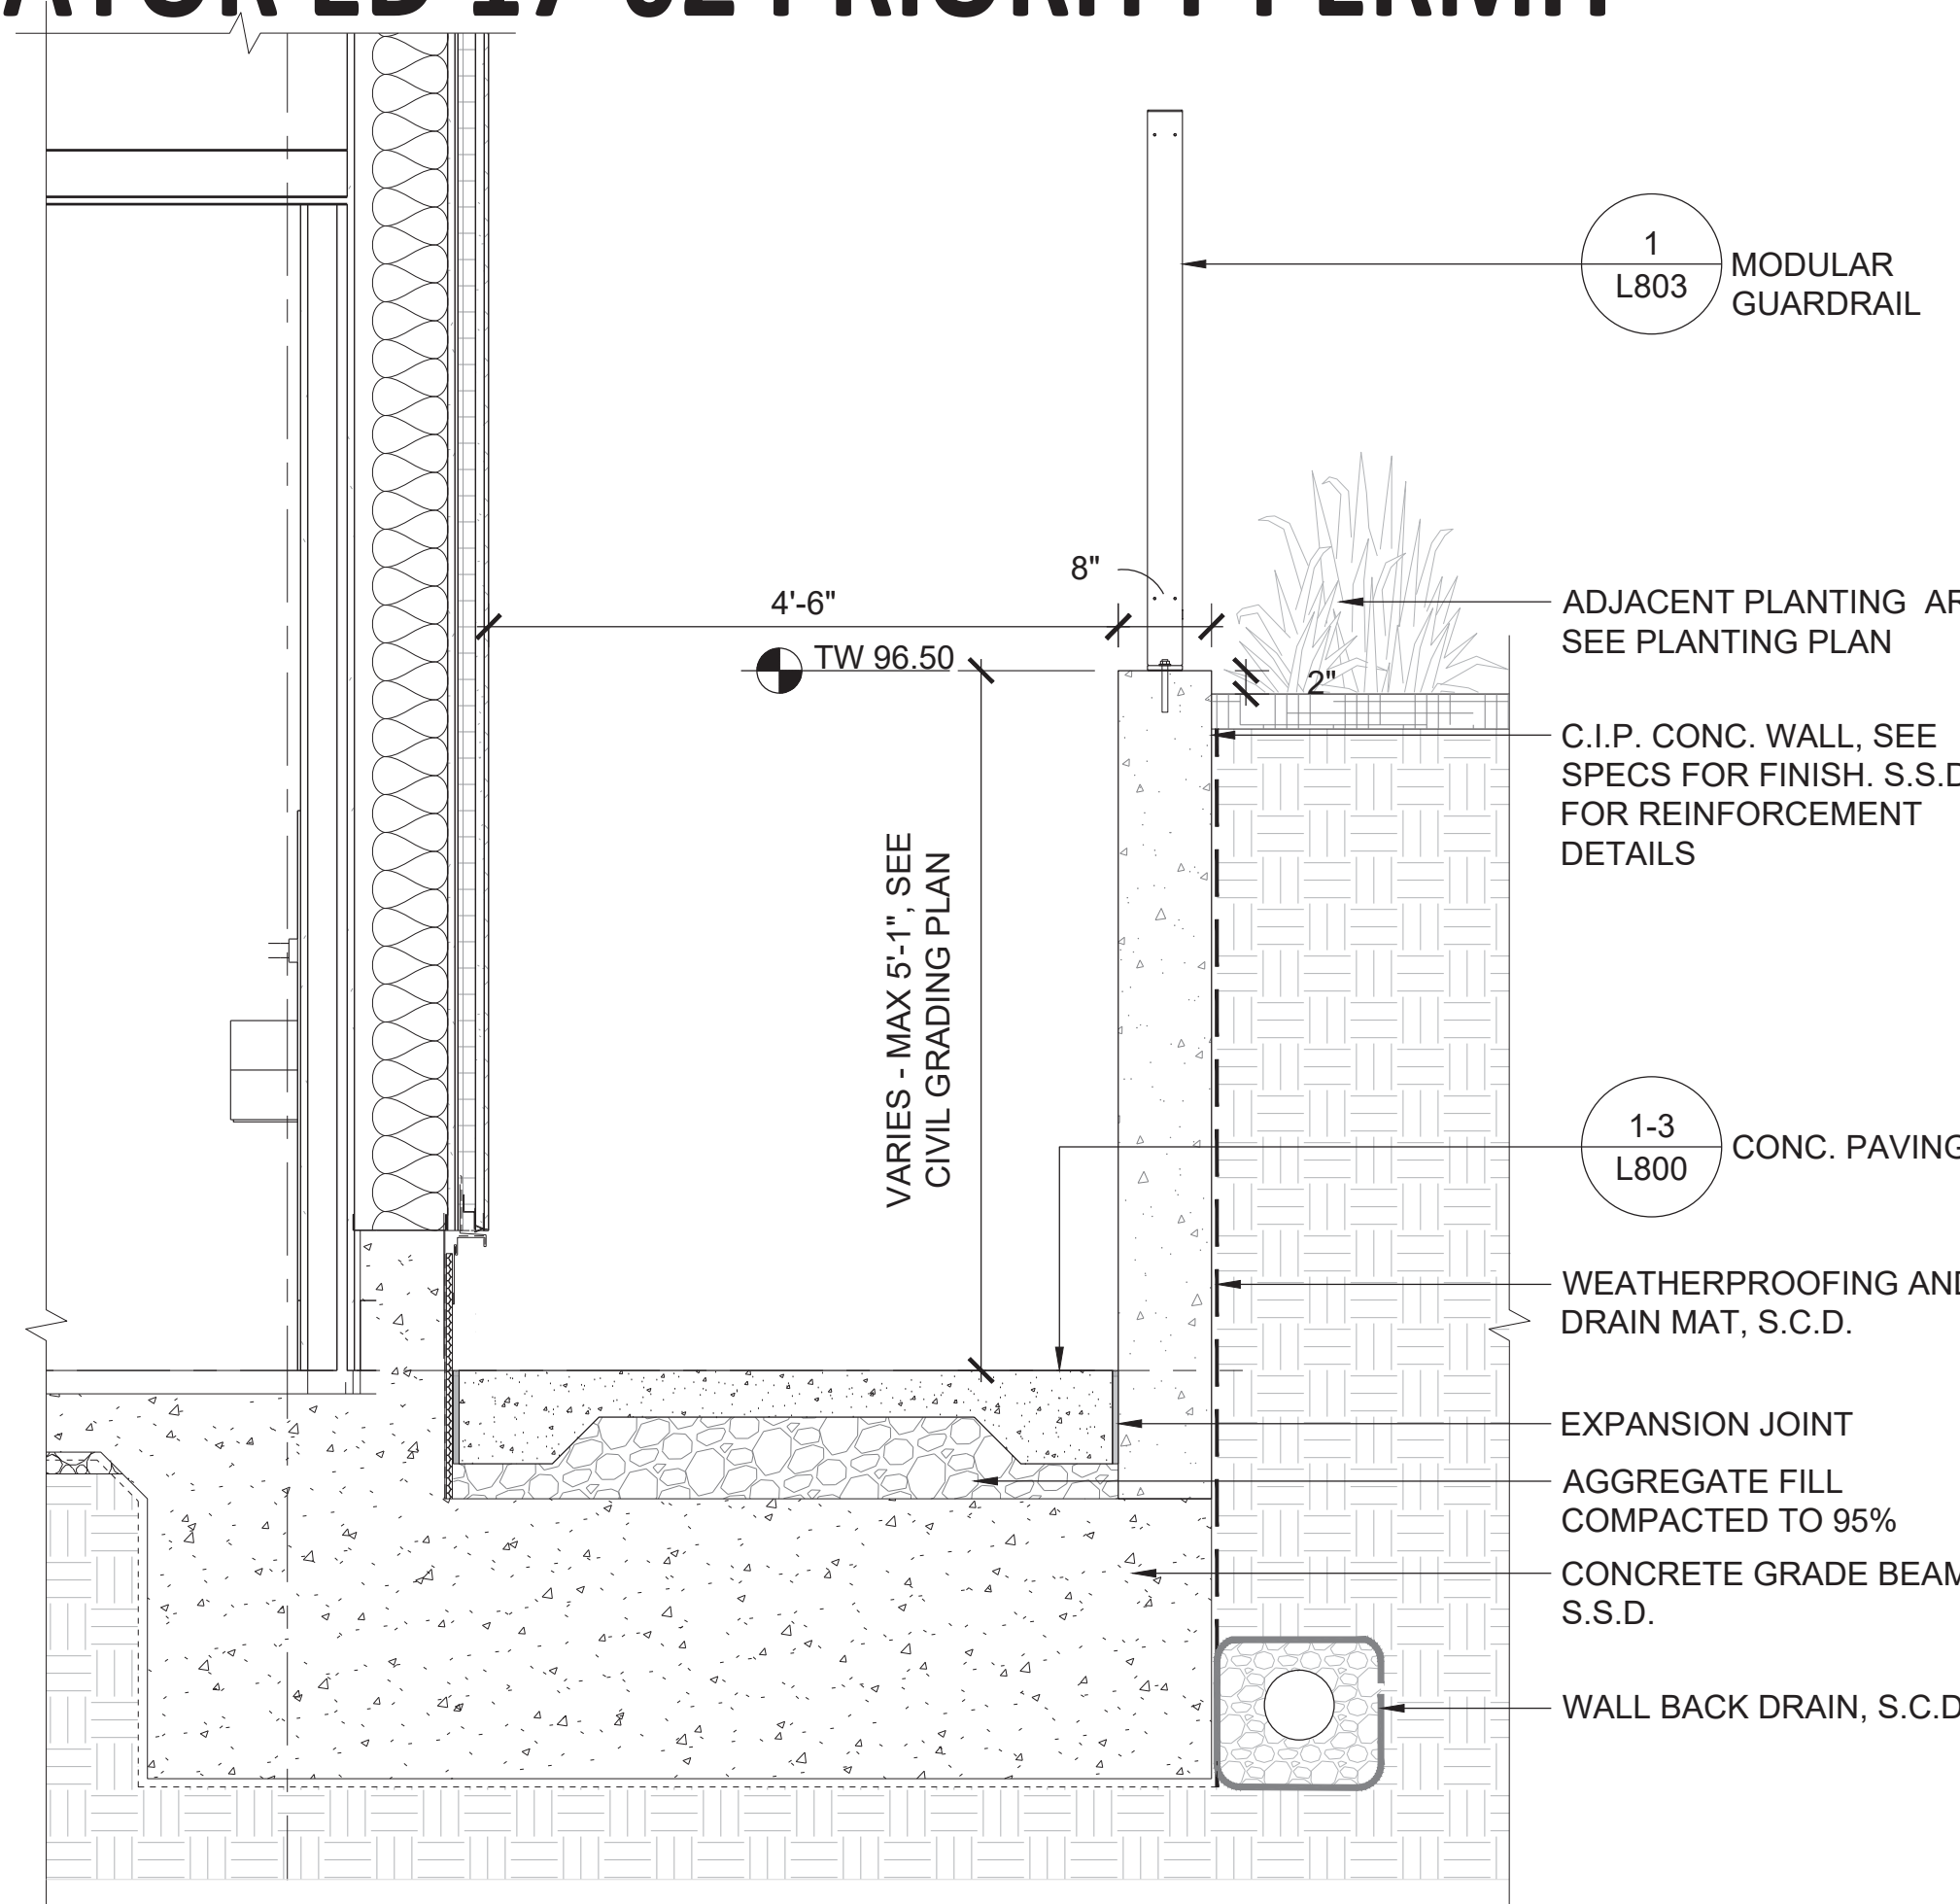 PRIORITY PERMIT
1
L803
MODULAR
GUARDRAIL
8"
4'-6"
TW 96.50
2"
ADJACENT PLANTING
SEE PLANTING PLAN
C.I.P. CONC. WALL, SEE
SPECS FOR FINISH. S.S.D
FOR REINFORCEMENT
DETAILS
VARIES - MAX 5'-1", SEE
CIVIL GRADING PLAN
1-3
L800
CONC. PAVING
WEATHERPROOFING AND
DRAIN MAT, S.C.D.
EXPANSION JOINT
AGGREGATE FILL
COMPACTED TO 95%
CONCRETE GRADE BEAM
S.S.D.
WALL BACK DRAIN, S.C.D